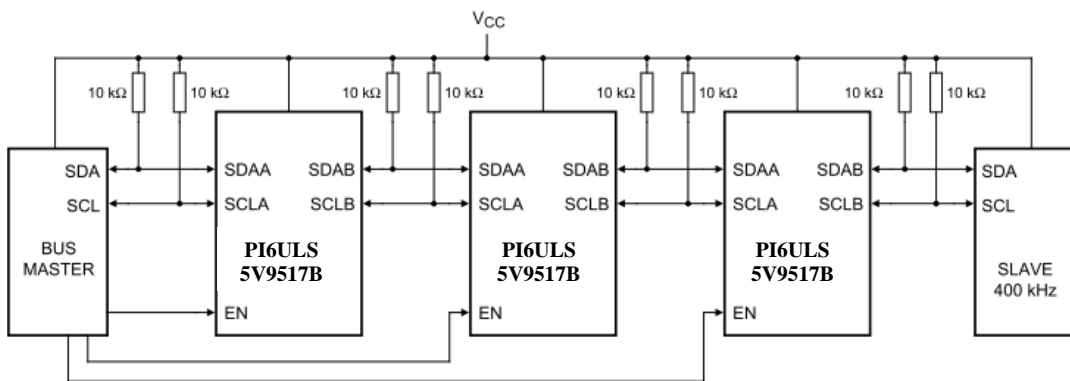 VCC
10 kΩ 10 kΩ 10 kΩ 10 kΩ 10 kΩ 10 kΩ 10 kΩ 10 kΩ
SDA SDAA SDAB SDAA SDAB SDAA SDAB SDA
SCL SCLA SCLB SCLA SCLB SCLA SCLB SCL
BUS
MASTER
PI6ULS
5V9517B
PI6ULS
5V9517B
PI6ULS
5V9517B
SLAVE
400 kHz
EN EN EN